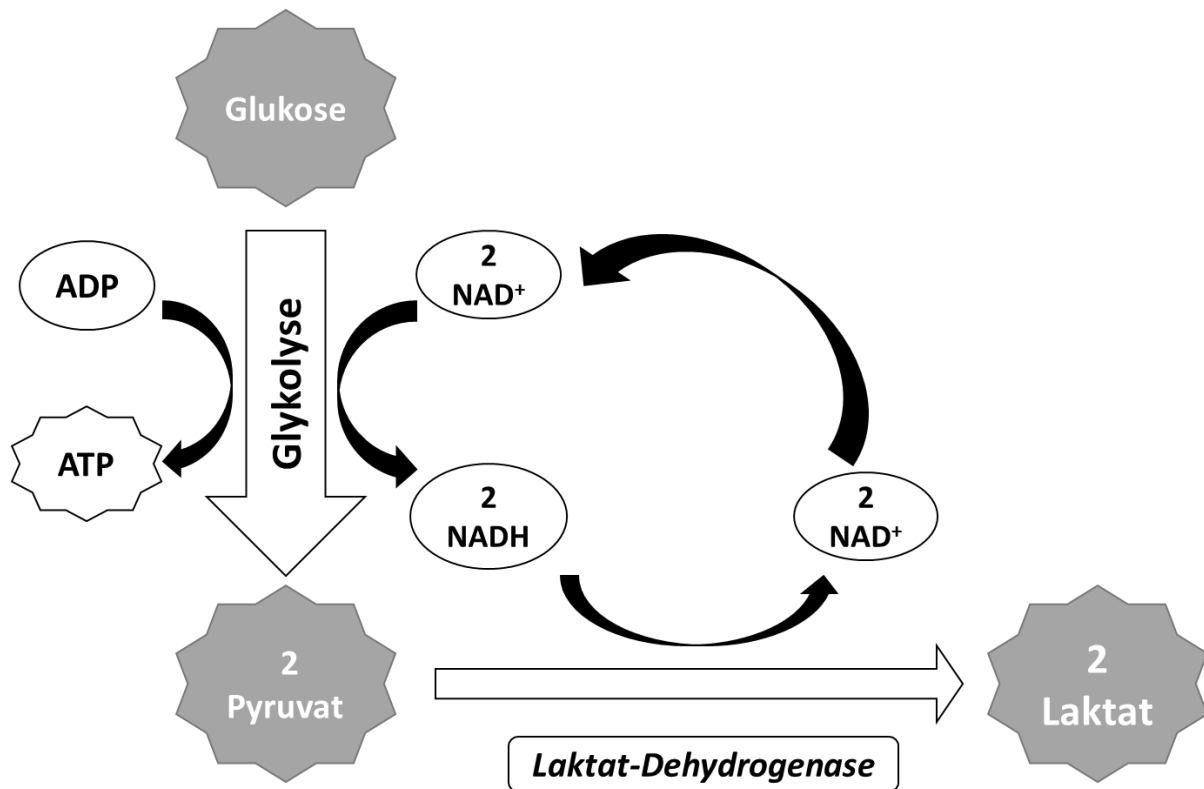 Glukose
ADP
2
NAD⁺
Glykolyse
ATP
2
NADH
2
NAD⁺
2
Pyruvat
2
Laktat
Laktat-Dehydrogenase